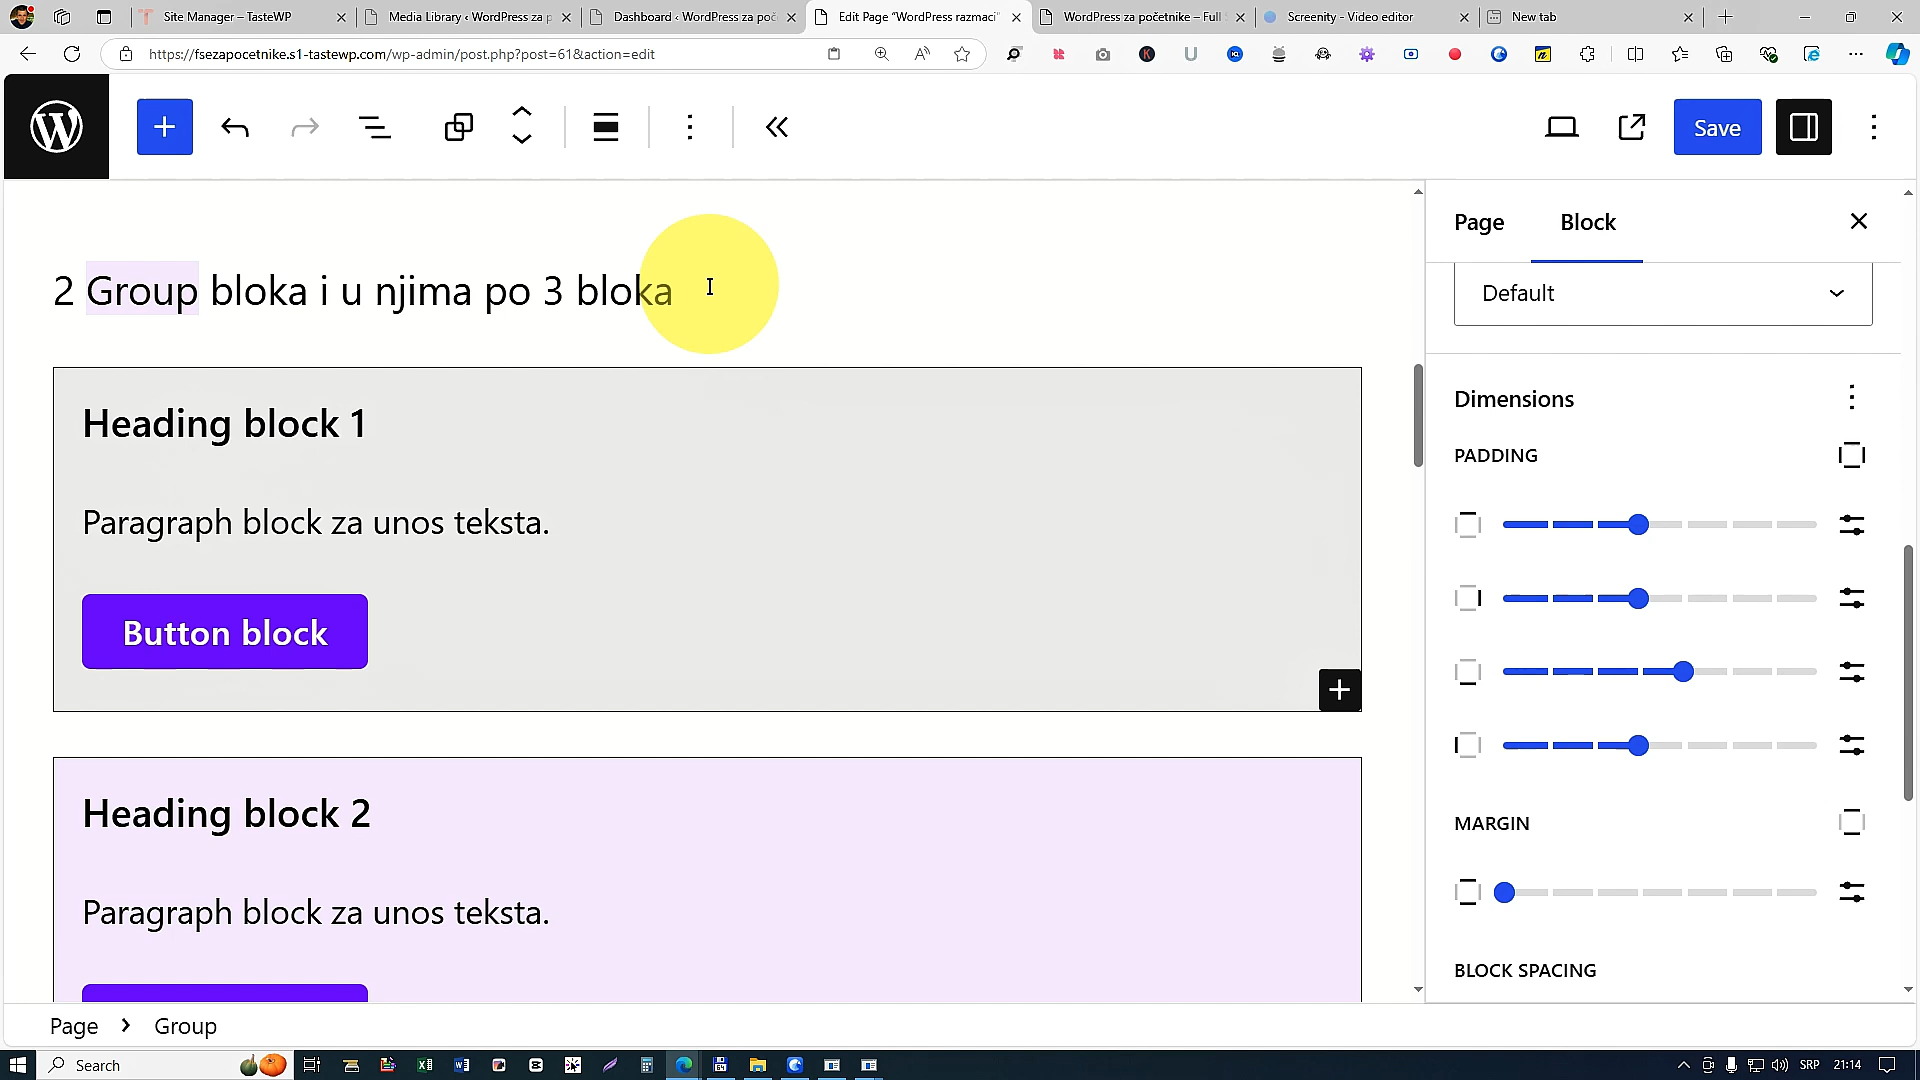 Site Manager – TasteWP
Media Library ‹ WordPress za p
Dashboard ‹ WordPress za poč
Edit Page "WordPress razmaci"
WordPress za početnike – Full
Screenity - Video editor
New tab
https://fsezapocetnike.s1-tastewp.com/wp-admin/post.php?post=61&action=edit
Save
Page
Block
2 Group bloka i u njima po 3 bloka
Default
Heading block 1
Dimensions
PADDING
Paragraph block za unos teksta.
Button block
Heading block 2
MARGIN
Paragraph block za unos teksta.
BLOCK SPACING
Page
Group
Search
SRP
21:14